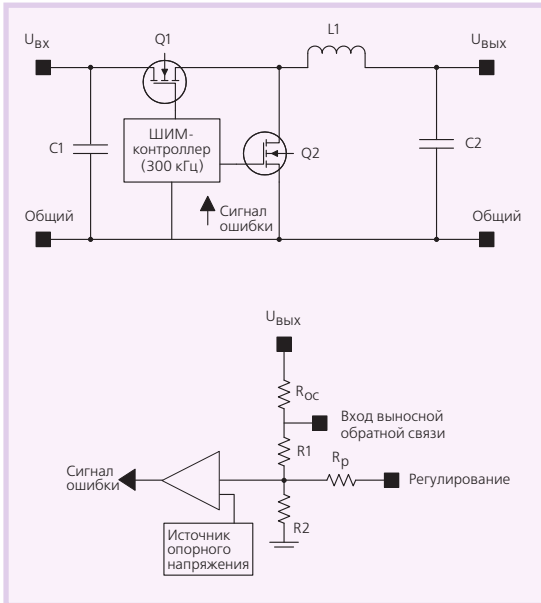 Uвх
Q1
L1
Uвых
C1
ШИМ-
контроллер
(300 кГц)
Q2
C2
Сигнал
ошибки
Общий
Общий
Uвых
Rос
Вход выносной
обратной связи
R1
Rр
Сигнал
ошибки
Регулирование
R2
Источник
опорного
напряжения